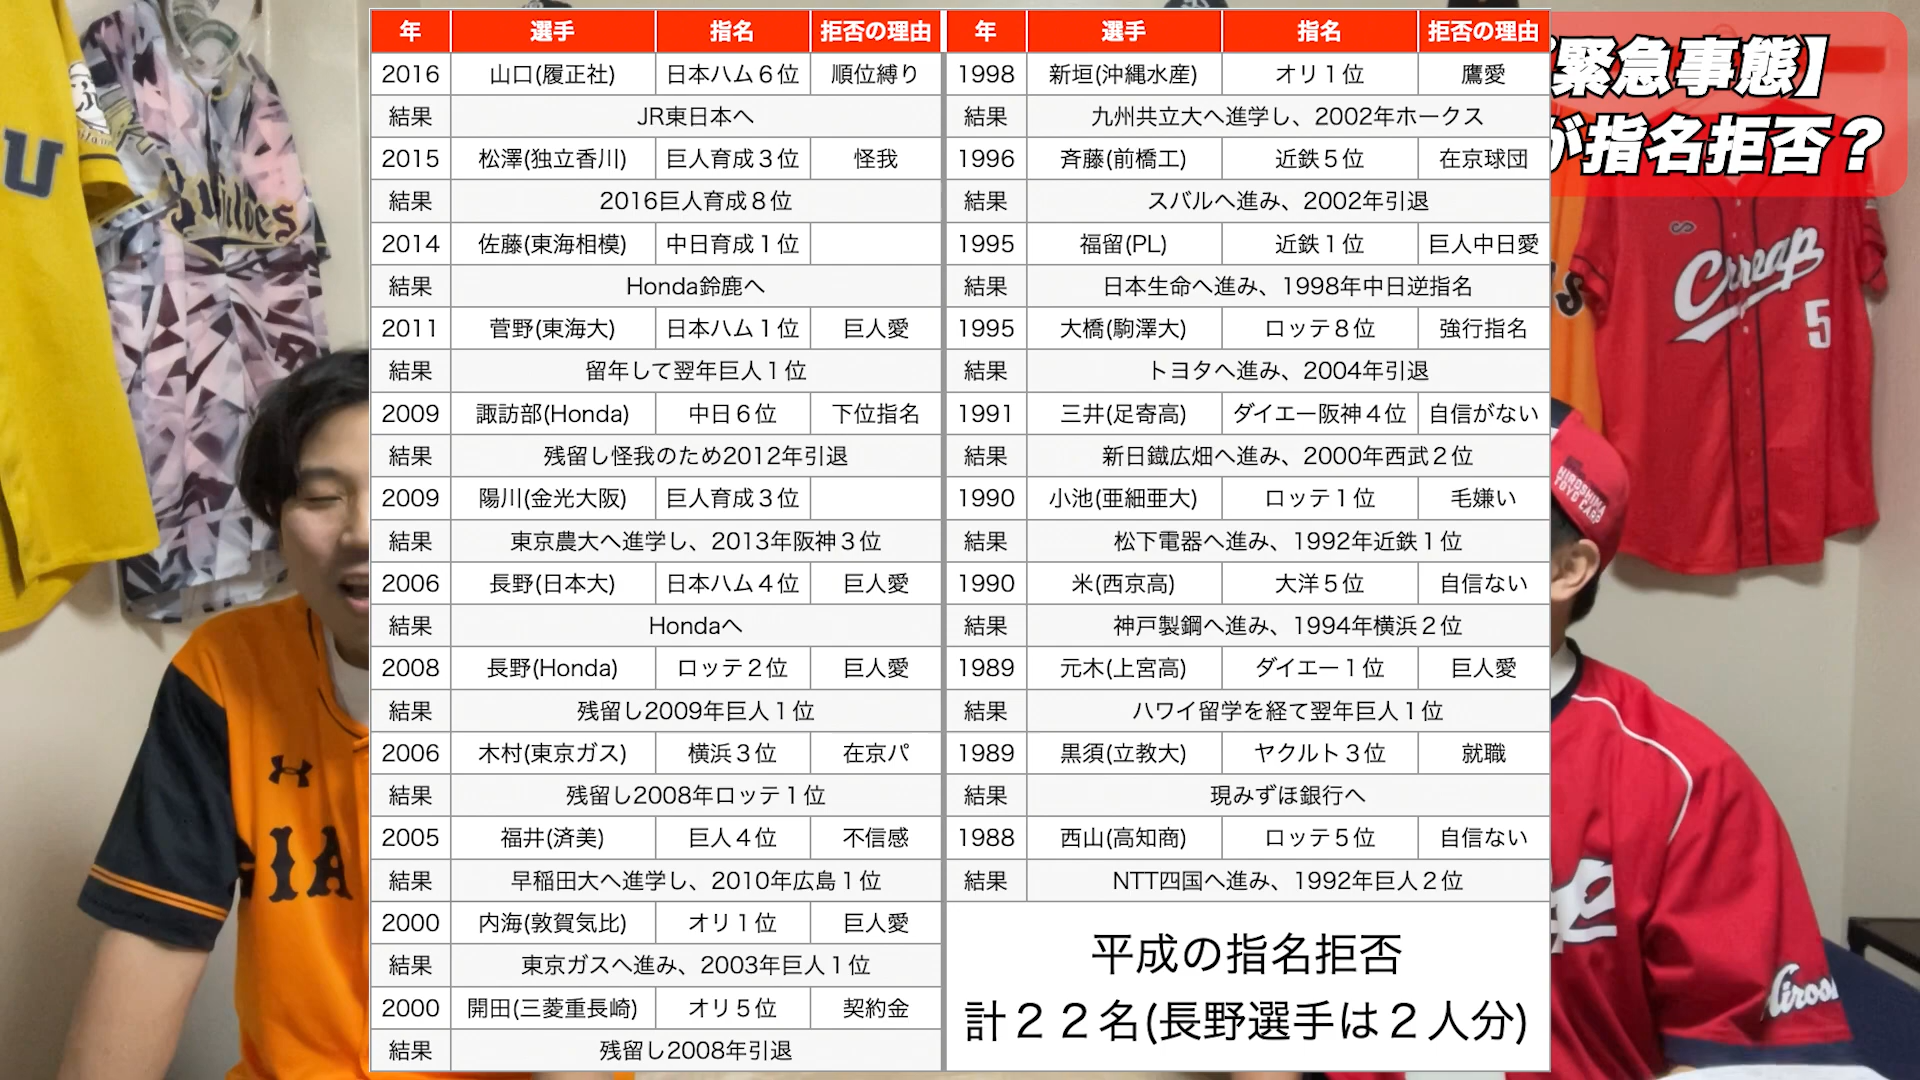 年 選手 指名 拒否の理由
2016 山口(履正社) 日本ハム６位 順位縛り
結果 JR東日本へ
2015 松澤(独立香川) 巨人育成３位 怪我
結果 2016巨人育成８位
2014 佐藤(東海相模) 中日育成１位
結果 Honda鈴鹿へ
2011 菅野(東海大) 日本ハム１位 巨人愛
結果 留年して翌年巨人１位
2009 諏訪部(Honda) 中日６位 下位指名
結果 残留し怪我のため2012年引退
2009 陽川(金光大阪) 巨人育成３位
結果 東京農大へ進学し、2013年阪神３位
2006 長野(日本大) 日本ハム４位 巨人愛
結果 Hondaへ
2008 長野(Honda) ロッテ２位 巨人愛
結果 残留し2009年巨人１位
2006 木村(東京ガス) 横浜３位 在京パ
結果 残留し2008年ロッテ１位
2005 福井(済美) 巨人４位 不信感
結果 早稲田大へ進学し、2010年広島１位
2000 内海(敦賀気比) オリ１位 巨人愛
結果 東京ガスへ進み、2003年巨人１位
2000 開田(三菱重長崎) オリ５位 契約金
結果 残留し2008年引退
年 選手 指名 拒否の理由
1998 新垣(沖縄水産) オリ１位 鷹愛
結果 九州共立大へ進学し、2002年ホークス
1996 斉藤(前橋工) 近鉄５位 在京球団
結果 スバルへ進み、2002年引退
1995 福留(PL) 近鉄１位 巨人中日愛
結果 日本生命へ進み、1998年中日逆指名
1995 大橋(駒澤大) ロッテ８位 強行指名
結果 トヨタへ進み、2004年引退
1991 三井(足寄高) ダイエー阪神４位 自信がない
結果 新日鐵広畑へ進み、2000年西武２位
1990 小池(亜細亜大) ロッテ１位 毛嫌い
結果 松下電器へ進み、1992年近鉄１位
1990 米(西京高) 大洋５位 自信ない
結果 神戸製鋼へ進み、1994年横浜２位
1989 元木(上宮高) ダイエー１位 巨人愛
結果 ハワイ留学を経て翌年巨人１位
1989 黒須(立教大) ヤクルト３位 就職
結果 現みずほ銀行へ
1988 西山(高知商) ロッテ５位 自信ない
結果 NTT四国へ進み、1992年巨人２位
平成の指名拒否
計２２名(長野選手は２人分)
【緊急事態】
が指名拒否？
5
HIROSHIMA
TOYO CARP